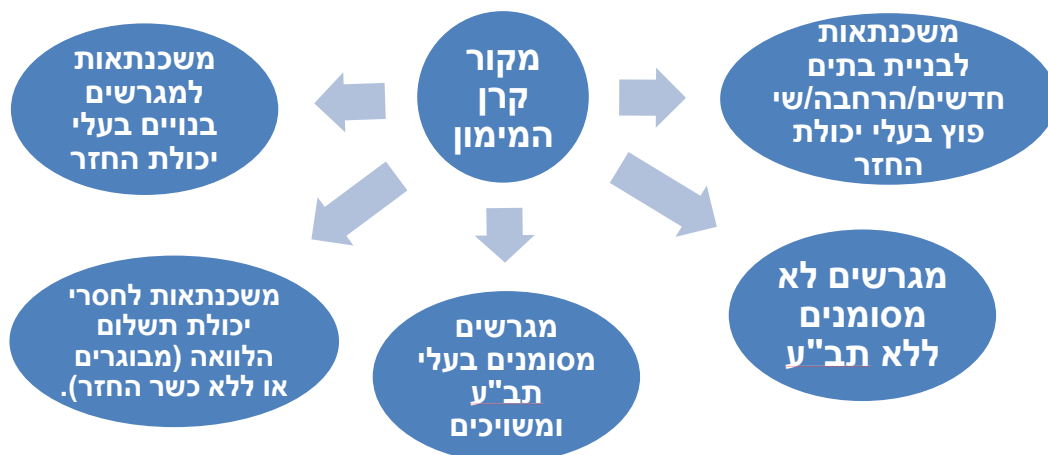 מקור
קרן
המימון
משכנתאות
לבניית בתים
חדשים/הרחבה/שי
פוץ בעלי יכולת
החזר
מגרשים לא
מסומנים
ללא תב"ע
מגרשים
מסומנים בעלי
תב"ע
ומשויכים
משכנתאות לחסרי
יכולת תשלום
הלוואה (מבוגרים
או ללא כשר החזר).
משכנתאות
למגרשים
בנויים בעלי
יכולת החזר